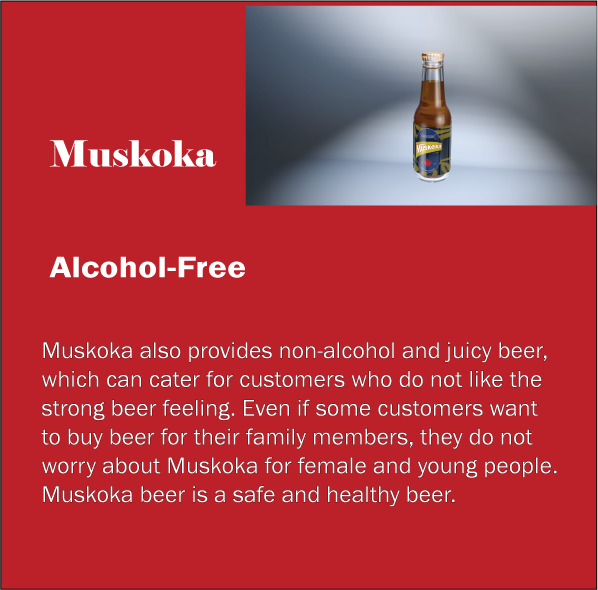 Muskoka
Muskoka
Alcohol-Free
Muskoka also provides non-alcohol and juicy beer,
which can cater for customers who do not like the
strong beer feeling. Even if some customers want
to buy beer for their family members, they do not
worry about Muskoka for female and young people.
Muskoka beer is a safe and healthy beer.